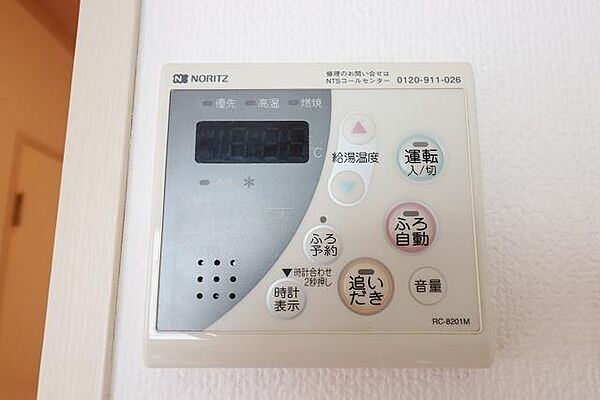 NORITZ
修理のお問い合せは
NTSコールセンター 0120-911-026
優先 高温 燃焼
℃
給湯温度
運転
入/切
ふろ
自動
ふろ
予約
▼時計合わせ
2秒押し
時計
表示
追い
だき
音量
RC-8201M